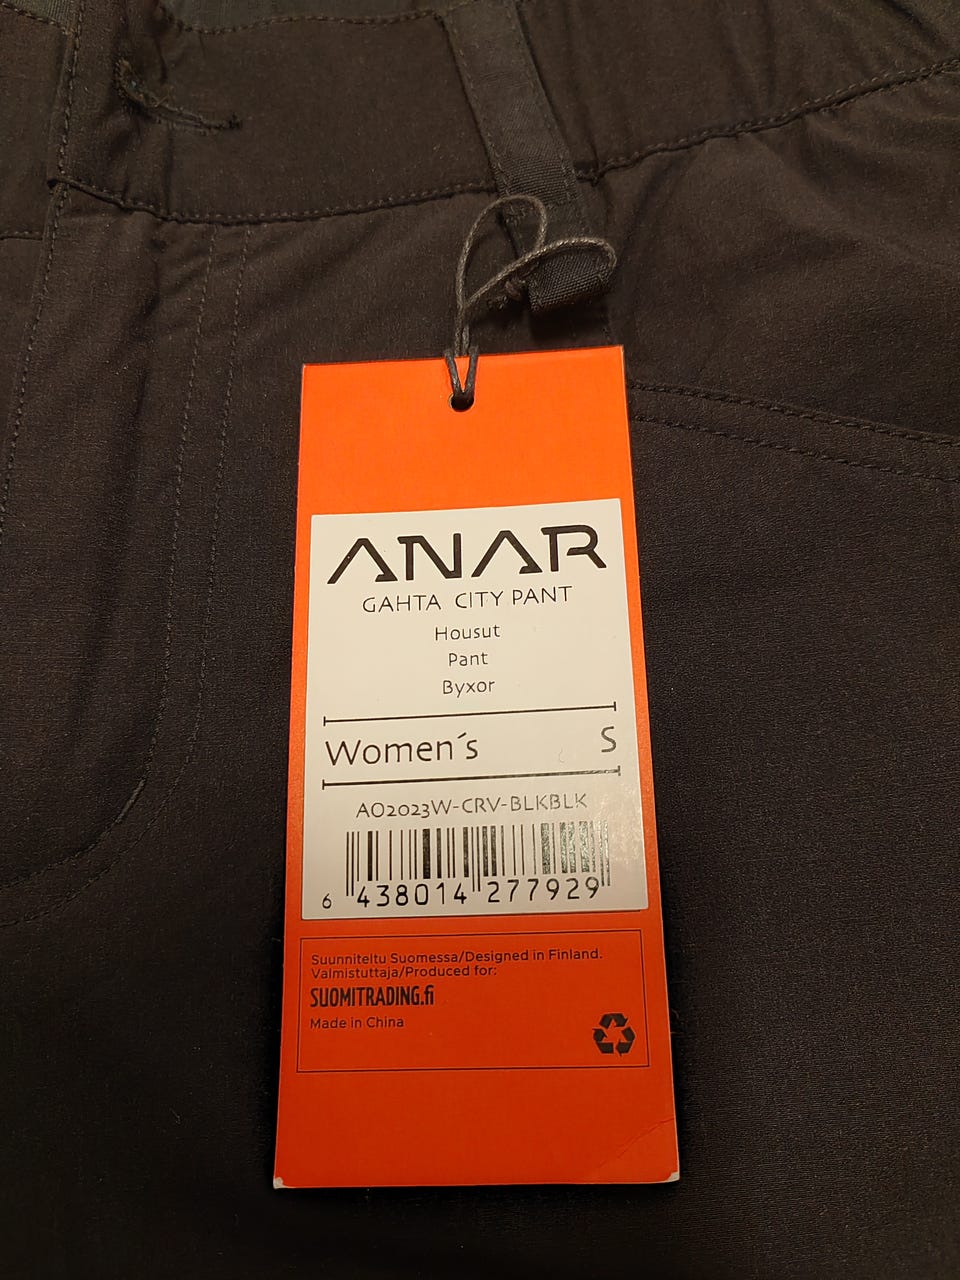 ANAR
GAHTA CITY PANT
Housut
Pant
Byxor
Women´s S
AO2023W-CRV-BLKBLK
6 438014 277929
Suunniteltu Suomessa/Designed in Finland.
Valmistuttaja/Produced for:
SUOMITRADING.fi
Made in China